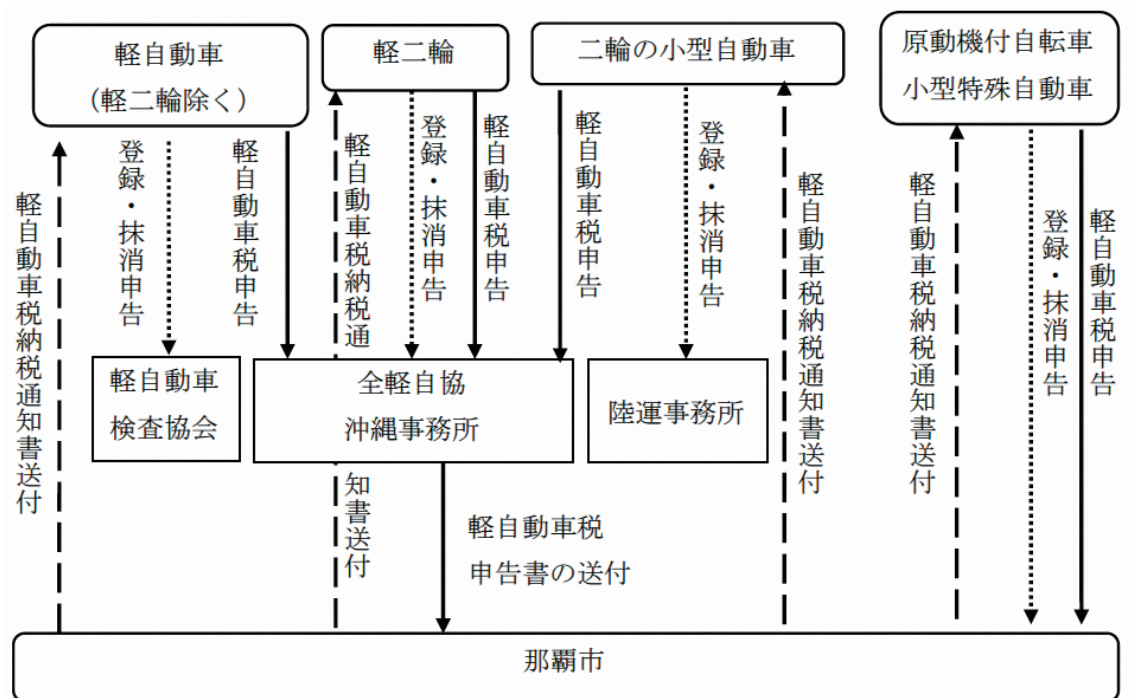 軽自動車
（軽二輪除く）
軽二輪
二輪の小型自動車
原動機付自転車
小型特殊自動車
軽自動車税納税通知書送付
登録・抹消申告
軽自動車税申告
軽自動車税納税通
知書送付
登録・抹消申告
軽自動車税申告
軽自動車税申告
登録・抹消申告
軽自動車税納税通知書送付
軽自動車税納税通知書送付
登録・抹消申告
軽自動車税申告
軽自動車
検査協会
全軽自協
沖縄事務所
陸運事務所
軽自動車税
申告書の送付
那覇市